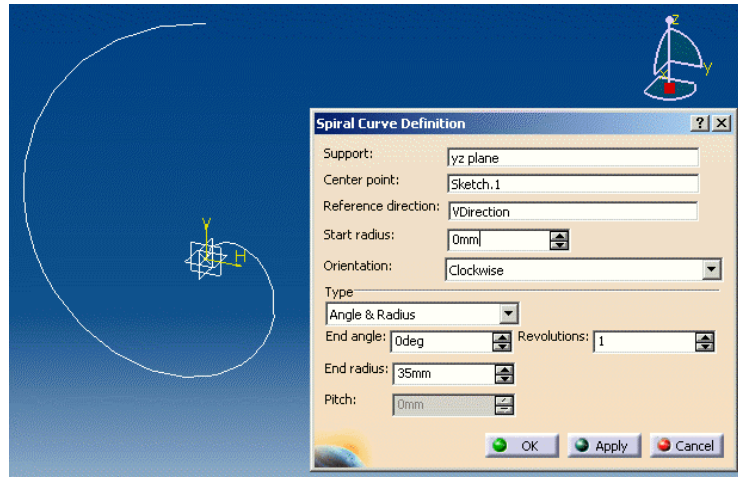 z
x
y
Spiral Curve Definition
Support: yz plane
Center point: Sketch.1
Reference direction: VDirection
Start radius: 0mm
Orientation: Clockwise
Type
Angle & Radius
End angle: 0deg Revolutions: 1
End radius: 35mm
Pitch: 0mm
OK Apply Cancel
V
H